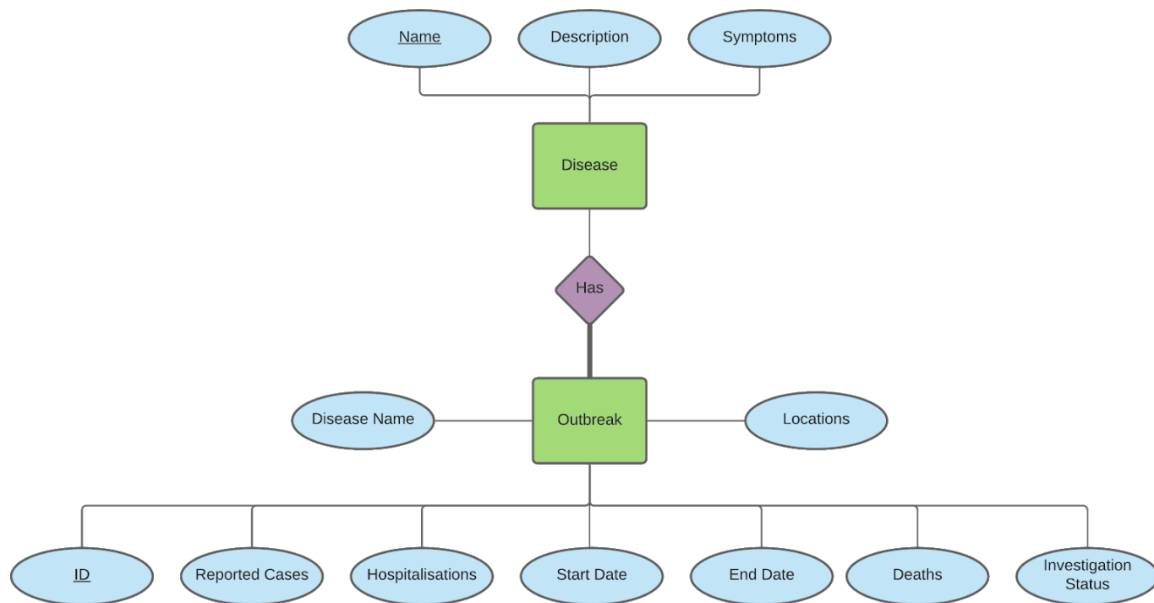 Name
Description
Symptoms
Disease
Has
Disease Name
Outbreak
Locations
ID
Reported Cases
Hospitalisations
Start Date
End Date
Deaths
Investigation
Status